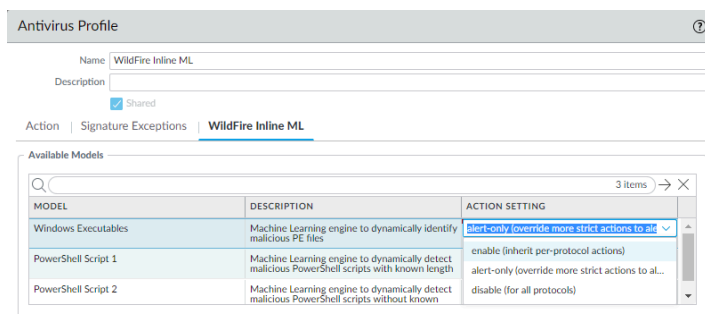 Antivirus Profile
?
Name WildFire Inline ML
Description
Shared
Action | Signature Exceptions | WildFire Inline ML
Available Models
3 items
MODEL DESCRIPTION ACTION SETTING
Windows Executables
Machine Learning engine to dynamically identify
malicious PE files
alert-only (override more strict actions to ale
enable (inherit per-protocol actions)
alert-only (override more strict actions to al...
disable (for all protocols)
PowerShell Script 1
Machine Learning engine to dynamically detect
malicious PowerShell scripts with known length
PowerShell Script 2
Machine Learning engine to dynamically detect
malicious PowerShell scripts without known